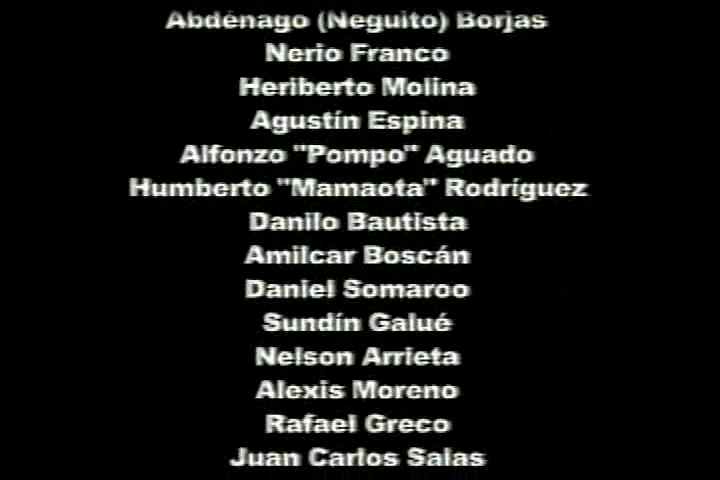 Abdénago (Neguito) Borjas
Nerio Franco
Heriberto Molina
Agustín Espina
Alfonzo "Pompo" Aguado
Humberto "Mamaota" Rodríguez
Danilo Bautista
Amilcar Boscán
Daniel Somaroo
Sundín Galué
Nelson Arrieta
Alexis Moreno
Rafael Greco
Juan Carlos Salas